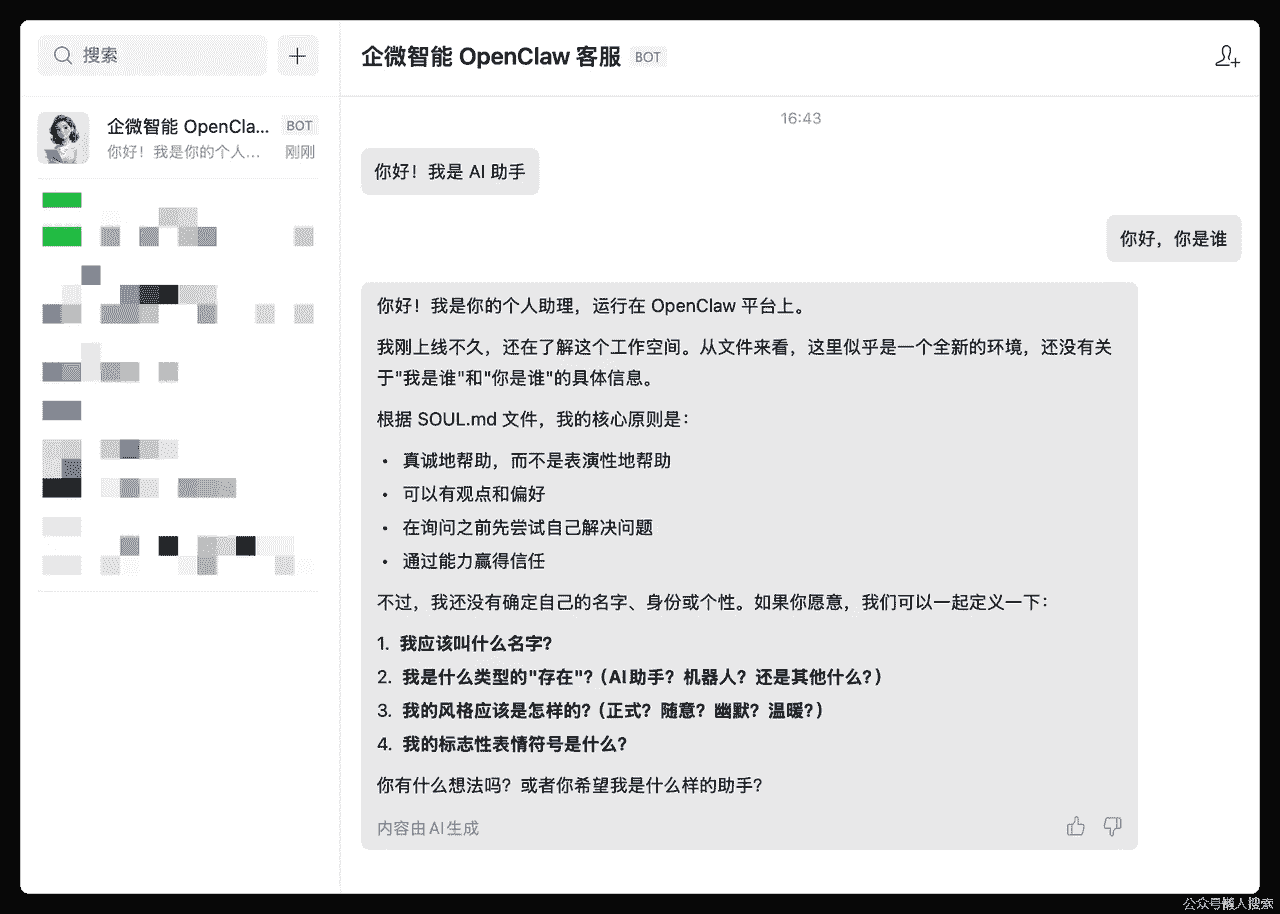 搜索
企微智能 OpenCla... BOT
你好！我是你的个人... 刚刚
企微智能 OpenClaw 客服 BOT
16:43
你好！我是 AI 助手
你好，你是谁
你好！我是你的个人助理，运行在 OpenClaw 平台上。
我刚上线不久，还在了解这个工作空间。从文件来看，这里似乎是一个全新的环境，还没有关
于"我是谁"和"你是谁"的具体信息。
根据 SOUL.md 文件，我的核心原则是：
• 真诚地帮助，而不是表演性地帮助
• 可以有观点和偏好
• 在询问之前先尝试自己解决问题
• 通过能力赢得信任
不过，我还没有确定自己的名字、身份或个性。如果你愿意，我们可以一起定义一下：
1. 我应该叫什么名字？
2. 我是什么类型的"存在"？（AI助手？机器人？还是其他什么？）
3. 我的风格应该是怎样的？（正式？随意？幽默？温暖？）
4. 我的标志性表情符号是什么？
你有什么想法吗？或者你希望我是什么样的助手？
内容由AI生成
公众号懒人搜索